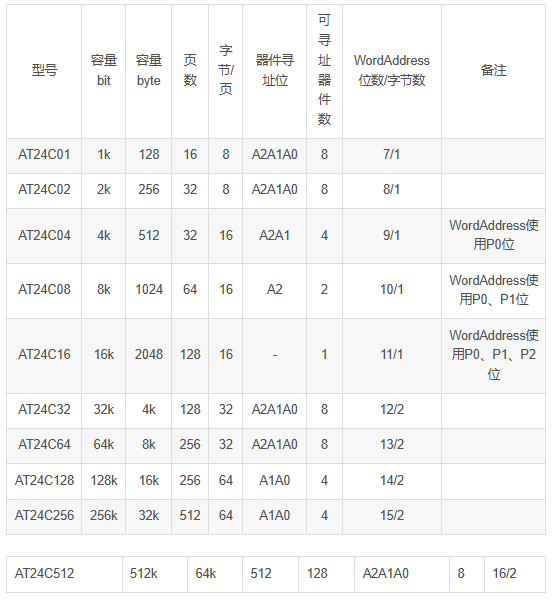 型号 容量bit 容量byte 页数 字节/页 器件寻址位 可寻址器件数 WordAddress位数/字节数 备注
AT24C01 1k 128 16 8 A2A1A0 8 7/1
AT24C02 2k 256 32 8 A2A1A0 8 8/1
AT24C04 4k 512 32 16 A2A1 4 9/1 WordAddress使用P0位
AT24C08 8k 1024 64 16 A2 2 10/1 WordAddress使用P0、P1位
AT24C16 16k 2048 128 16 - 1 11/1 WordAddress使用P0、P1、P2位
AT24C32 32k 4k 128 32 A2A1A0 8 12/2
AT24C64 64k 8k 256 32 A2A1A0 8 13/2
AT24C128 128k 16k 256 64 A1A0 4 14/2
AT24C256 256k 32k 512 64 A1A0 4 15/2
AT24C512 512k 64k 512 128 A2A1A0 8 16/2